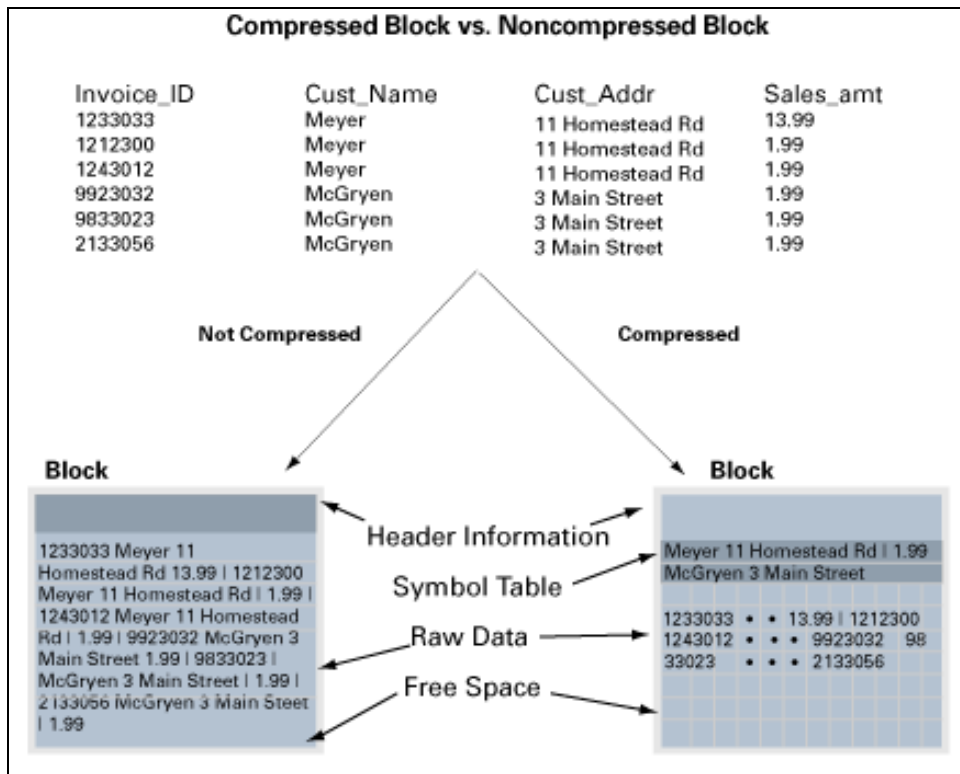 Compressed Block vs. Noncompressed Block
Invoice_ID Cust_Name Cust_Addr Sales_amt
1233033 Meyer 11 Homestead Rd 13.99
1212300 Meyer 11 Homestead Rd 1.99
1243012 Meyer 11 Homestead Rd 1.99
9923032 McGryen 3 Main Street 1.99
9833023 McGryen 3 Main Street 1.99
2133056 McGryen 3 Main Street 1.99
Not Compressed Compressed
Block
1233033 Meyer 11
Homestead Rd 13.99 | 1212300
Meyer 11 Homestead Rd | 1.99 |
1243012 Meyer 11 Homestead
Rd | 1.99 | 9923032 McGryen 3
Main Street 1.99 | 9833023 |
McGryen 3 Main Street | 1.99 |
2133056 McGryen 3 Main Steet
| 1.99
Header Information
Symbol Table
Raw Data
Free Space
Block
Meyer 11 Homestead Rd | 1.99
McGryen 3 Main Street
1233033 • • 13.99 | 1212300
1243012 • • • 9923032 98
33023 • • • 2133056